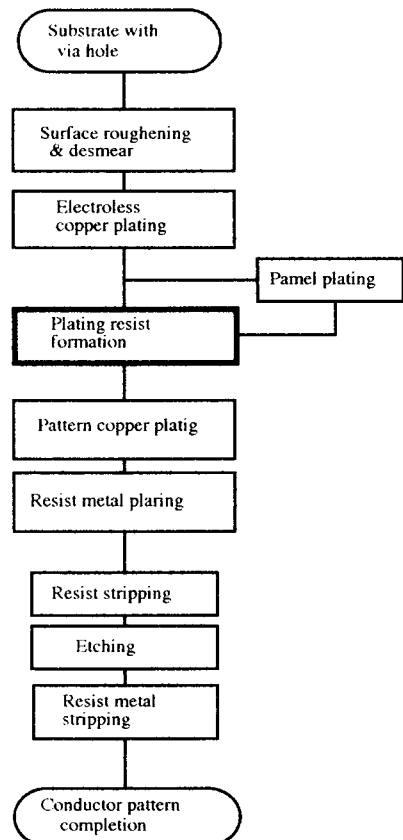 Substrate with
via hole
Surface roughening
& desmear
Electroless
copper plating
Pamel plating
Plating resist
formation
Pattern copper platig
Resist metal plaring
Resist stripping
Etching
Resist metal
stripping
Conductor pattern
completion